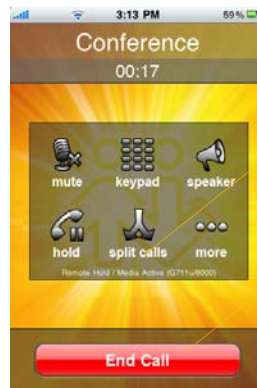 3:13 PM 59%
Conference
00:17
mute keypad speaker
hold split calls more
Remote Hold / Media Active (G711u/8000)
End Call